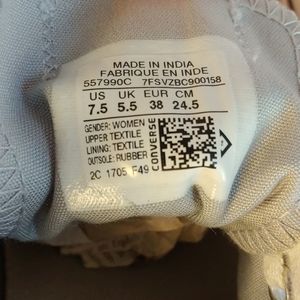 MADE IN INDIA
FABRIQUE EN INDE
557990C 7FSVZBC900158
US UK EUR CM
7.5 5.5 38 24.5
GENDER: WOMEN
UPPER TEXTILE
LINING: TEXTILE
OUTSOLE: RUBBER
CONVERSE
2C 1705 F49